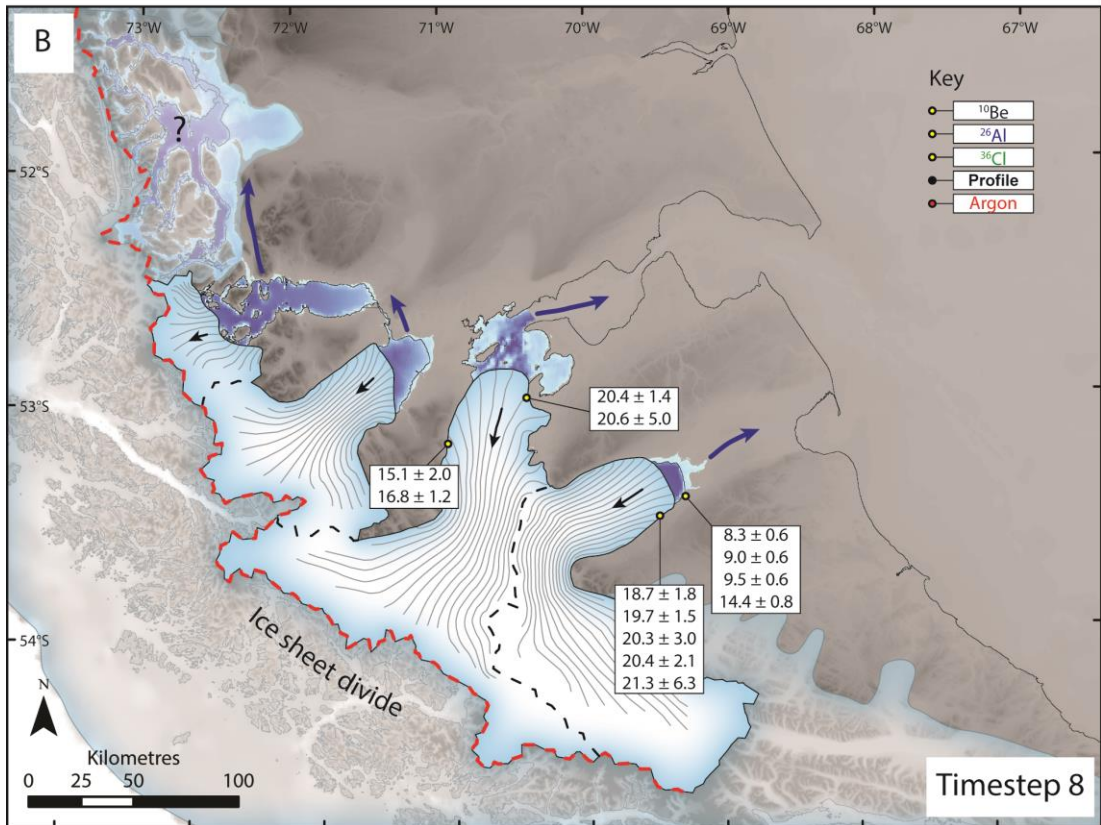 B
73°W 72°W 71°W 70°W 69°W 68°W 67°W
Key
¹⁰Be
²⁶Al
³⁶Cl
Profile
Argon
?
52°S
53°S
54°S
20.4 ± 1.4
20.6 ± 5.0
15.1 ± 2.0
16.8 ± 1.2
8.3 ± 0.6
9.0 ± 0.6
9.5 ± 0.6
14.4 ± 0.8
18.7 ± 1.8
19.7 ± 1.5
20.3 ± 3.0
20.4 ± 2.1
21.3 ± 6.3
Ice sheet divide
N
Kilometres
0 25 50 100
Timestep 8